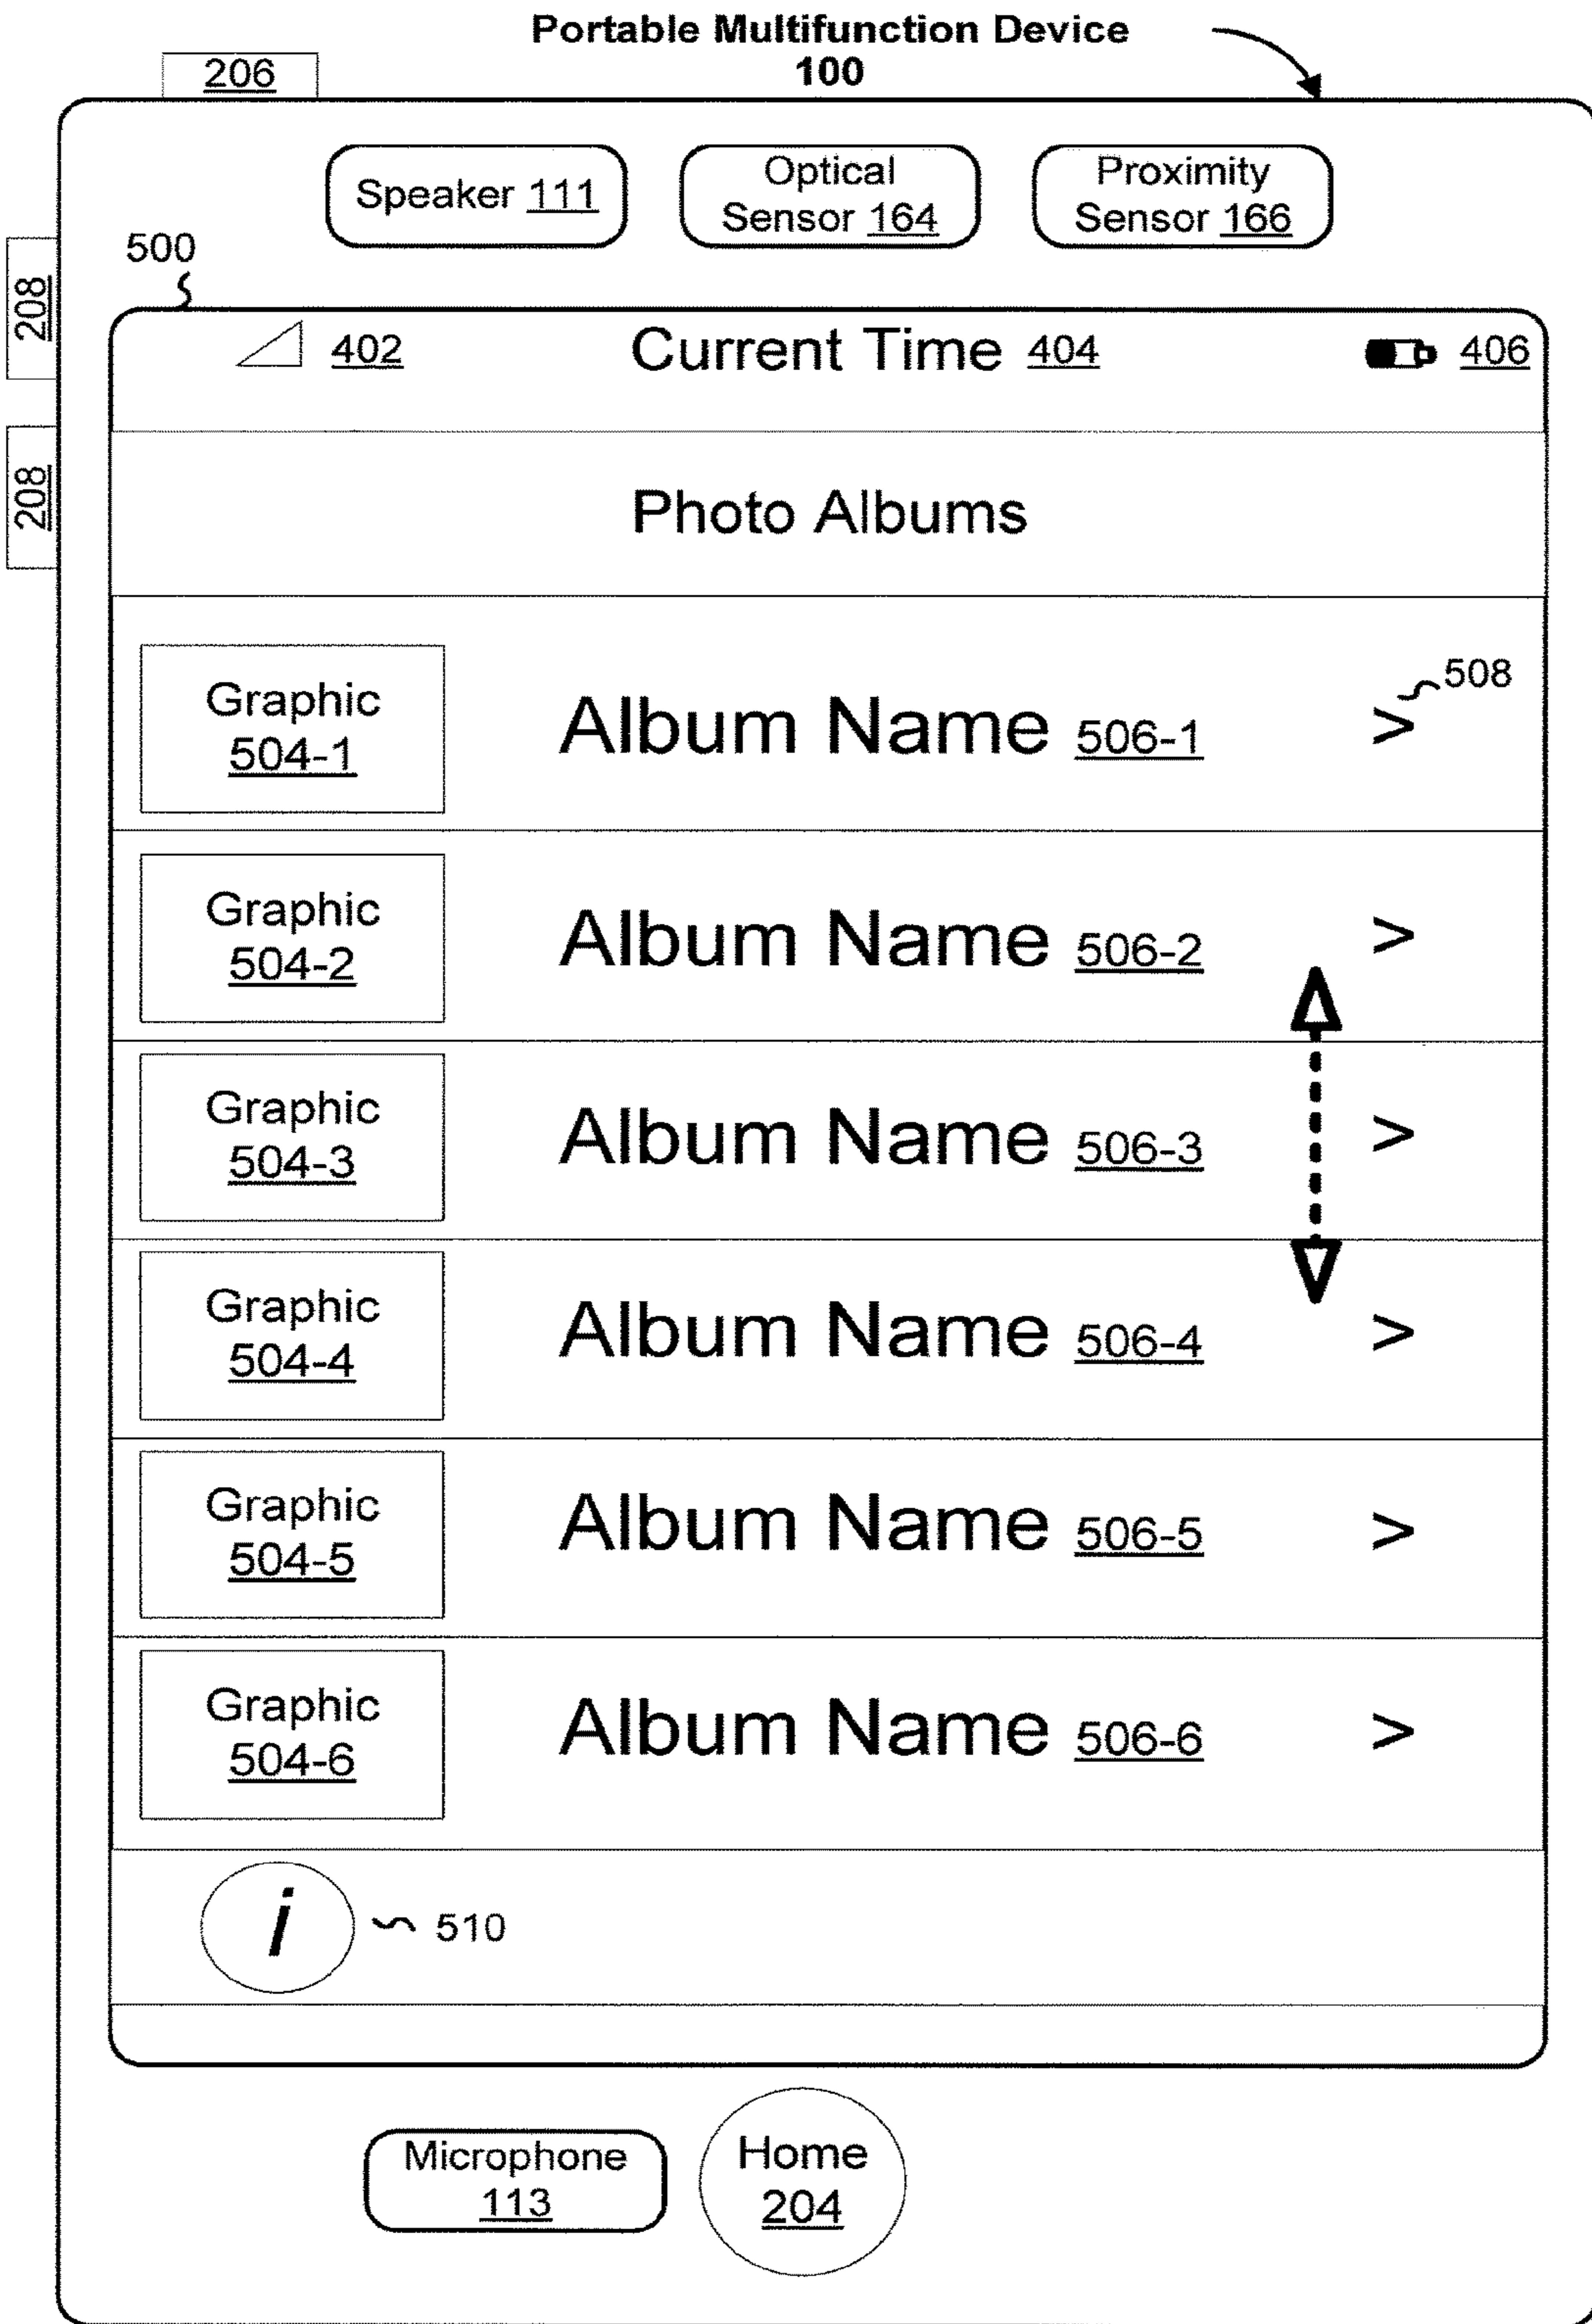 Portable Multifunction Device
100
206
Speaker 111
Optical
Sensor 164
Proximity
Sensor 166
500
208
402
Current Time 404
406
208
Photo Albums
Graphic
504-1
Album Name 506-1
>
508
Graphic
504-2
Album Name 506-2
>
Graphic
504-3
Album Name 506-3
>
Graphic
504-4
Album Name 506-4
>
Graphic
504-5
Album Name 506-5
>
Graphic
504-6
Album Name 506-6
>
i
510
Microphone
113
Home
204